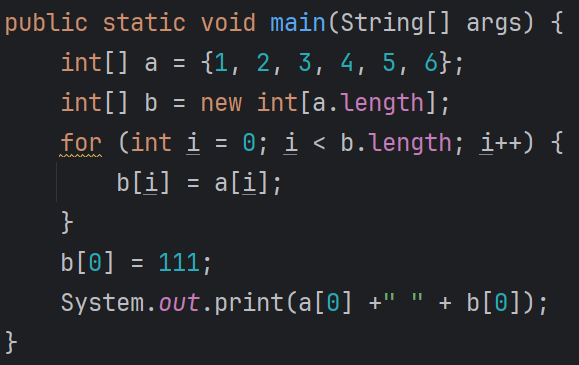 public static void main(String[] args) {
    int[] a = {1, 2, 3, 4, 5, 6};
    int[] b = new int[a.length];
    for (int i = 0; i < b.length; i++) {
        b[i] = a[i];
    }
    b[0] = 111;
    System.out.print(a[0] +" " + b[0]);
}